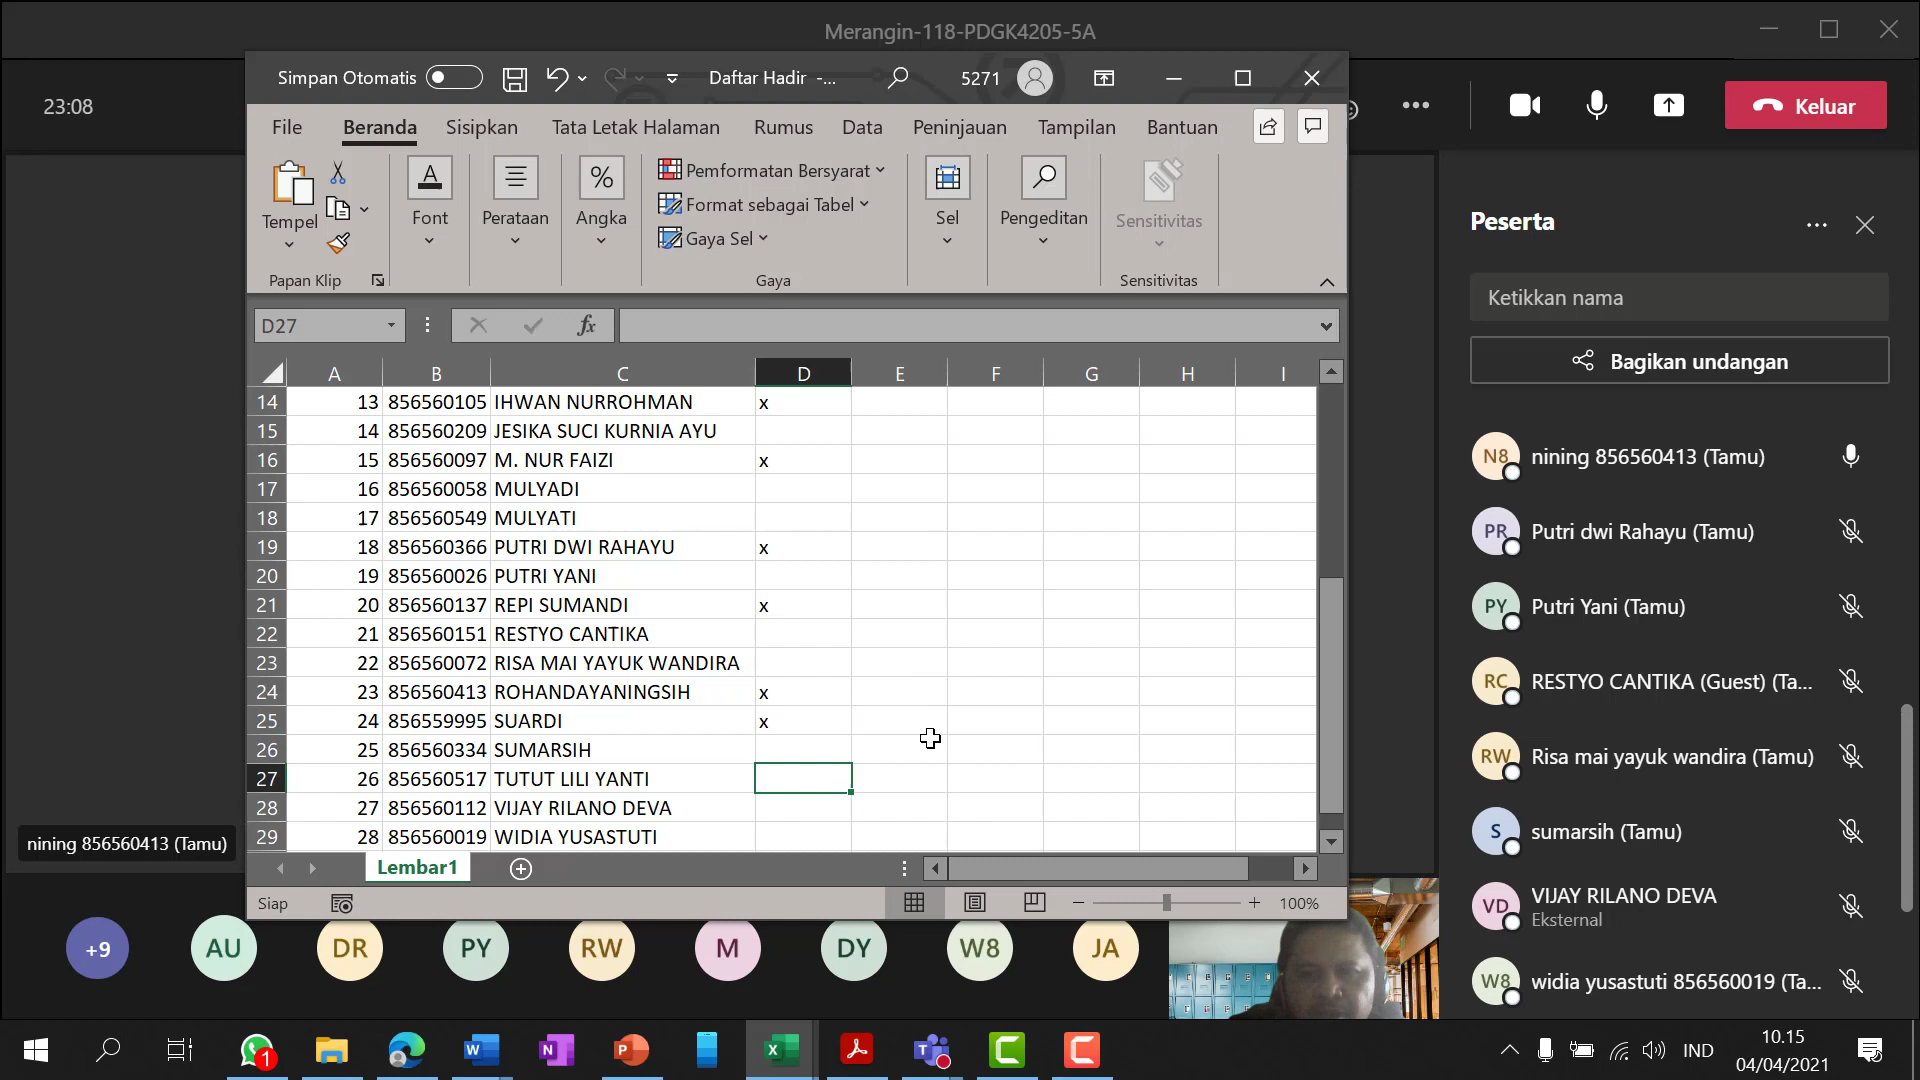 Merangin-118-PDGK4205-5A
23:08
Keluar
Simpan Otomatis
Daftar Hadir -...
5271
File
Beranda
Sisipkan
Tata Letak Halaman
Rumus
Data
Peninjauan
Tampilan
Bantuan
Tempel
Font
Perataan
Angka
Pemformatan Bersyarat
Format sebagai Tabel
Gaya Sel
Sel
Pengeditan
Sensitivitas
Papan Klip
Gaya
Sensitivitas
D27
fx
A B C D E F G H I
14 13 856560105 IHWAN NURROHMAN x
15 14 856560209 JESIKA SUCI KURNIA AYU
16 15 856560097 M. NUR FAIZI x
17 16 856560058 MULYADI
18 17 856560549 MULYATI
19 18 856560366 PUTRI DWI RAHAYU x
20 19 856560026 PUTRI YANI
21 20 856560137 REPI SUMANDI x
22 21 856560151 RESTYO CANTIKA
23 22 856560072 RISA MAI YAYUK WANDIRA
24 23 856560413 ROHANDAYANINGSIH x
25 24 856559995 SUARDI x
26 25 856560334 SUMARSIH
27 26 856560517 TUTUT LILI YANTI
28 27 856560112 VIJAY RILANO DEVA
29 28 856560019 WIDIA YUSASTUTI
Lembar1
Siap
100%
Peserta
Ketikkan nama
Bagikan undangan
N8 nining 856560413 (Tamu)
PR Putri dwi Rahayu (Tamu)
PY Putri Yani (Tamu)
RC RESTYO CANTIKA (Guest) (Ta...
RW Risa mai yayuk wandira (Tamu)
S sumarsih (Tamu)
VD VIJAY RILANO DEVA
Eksternal
W8 widia yusastuti 856560019 (Ta...
nining 856560413 (Tamu)
+9 AU DR PY RW M DY W8 JA
1
IND
10.15
04/04/2021